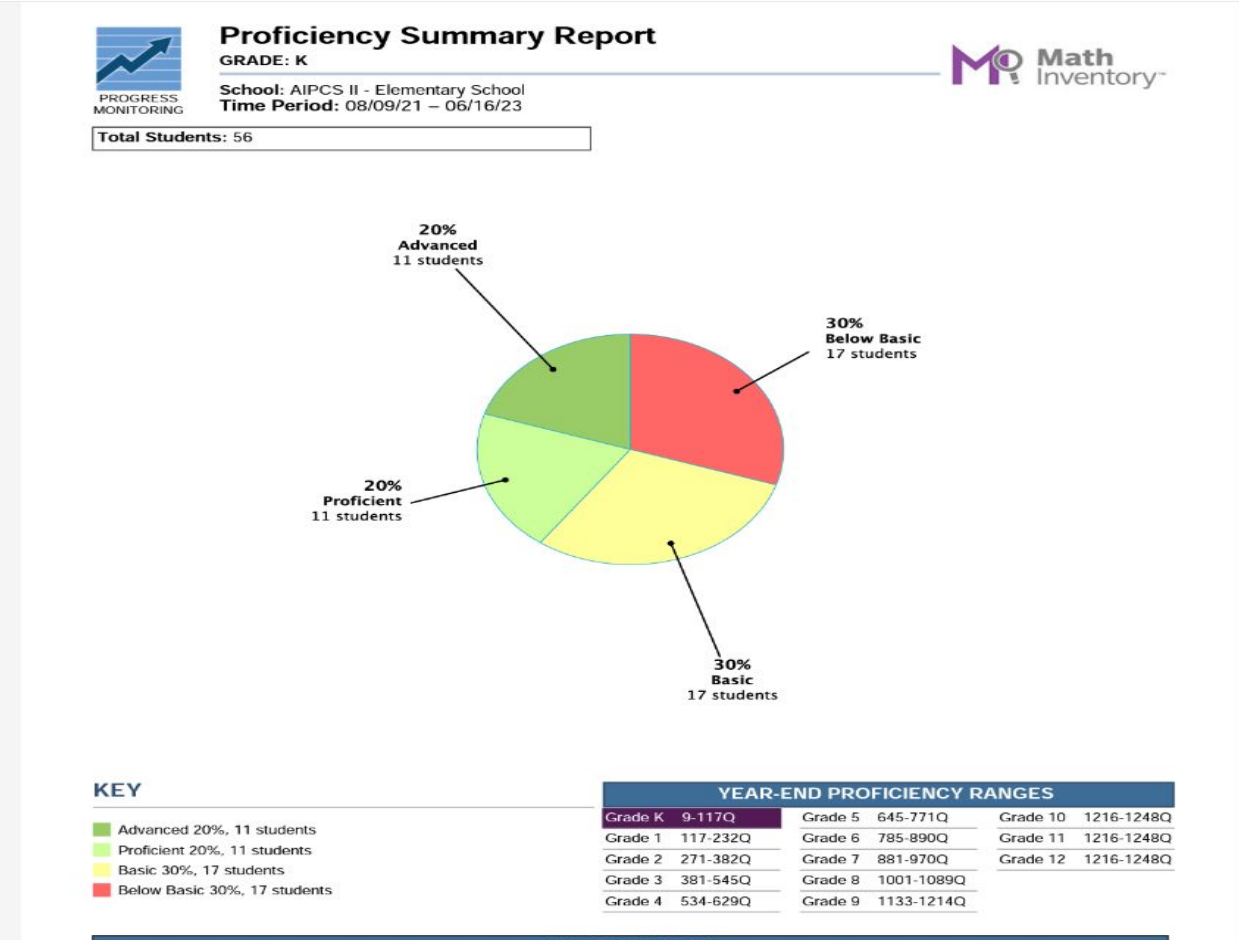 Proficiency Summary Report
GRADE: K
School: AIPCS II - Elementary School
Time Period: 08/09/21 – 06/16/23
PROGRESS
MONITORING
Math
Inventory™
Total Students: 56
20%
Advanced
11 students
30%
Below Basic
17 students
20%
Proficient
11 students
30%
Basic
17 students
KEY
Advanced 20%, 11 students
Proficient 20%, 11 students
Basic 30%, 17 students
Below Basic 30%, 17 students
YEAR-END PROFICIENCY RANGES
Grade K 9-117Q Grade 5 645-771Q Grade 10 1216-1248Q
Grade 1 117-232Q Grade 6 785-890Q Grade 11 1216-1248Q
Grade 2 271-382Q Grade 7 881-970Q Grade 12 1216-1248Q
Grade 3 381-545Q Grade 8 1001-1089Q
Grade 4 534-629Q Grade 9 1133-1214Q